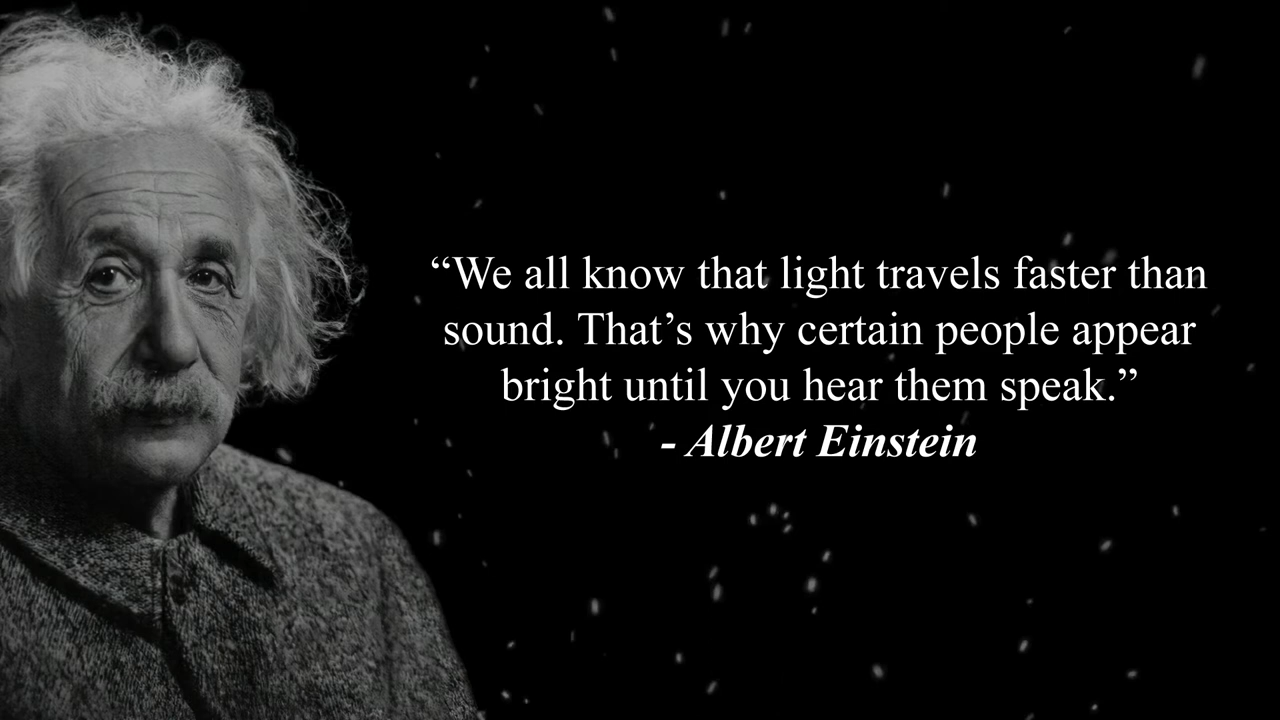 “We all know that light travels faster than
sound. That’s why certain people appear
bright until you hear them speak.”
- Albert Einstein